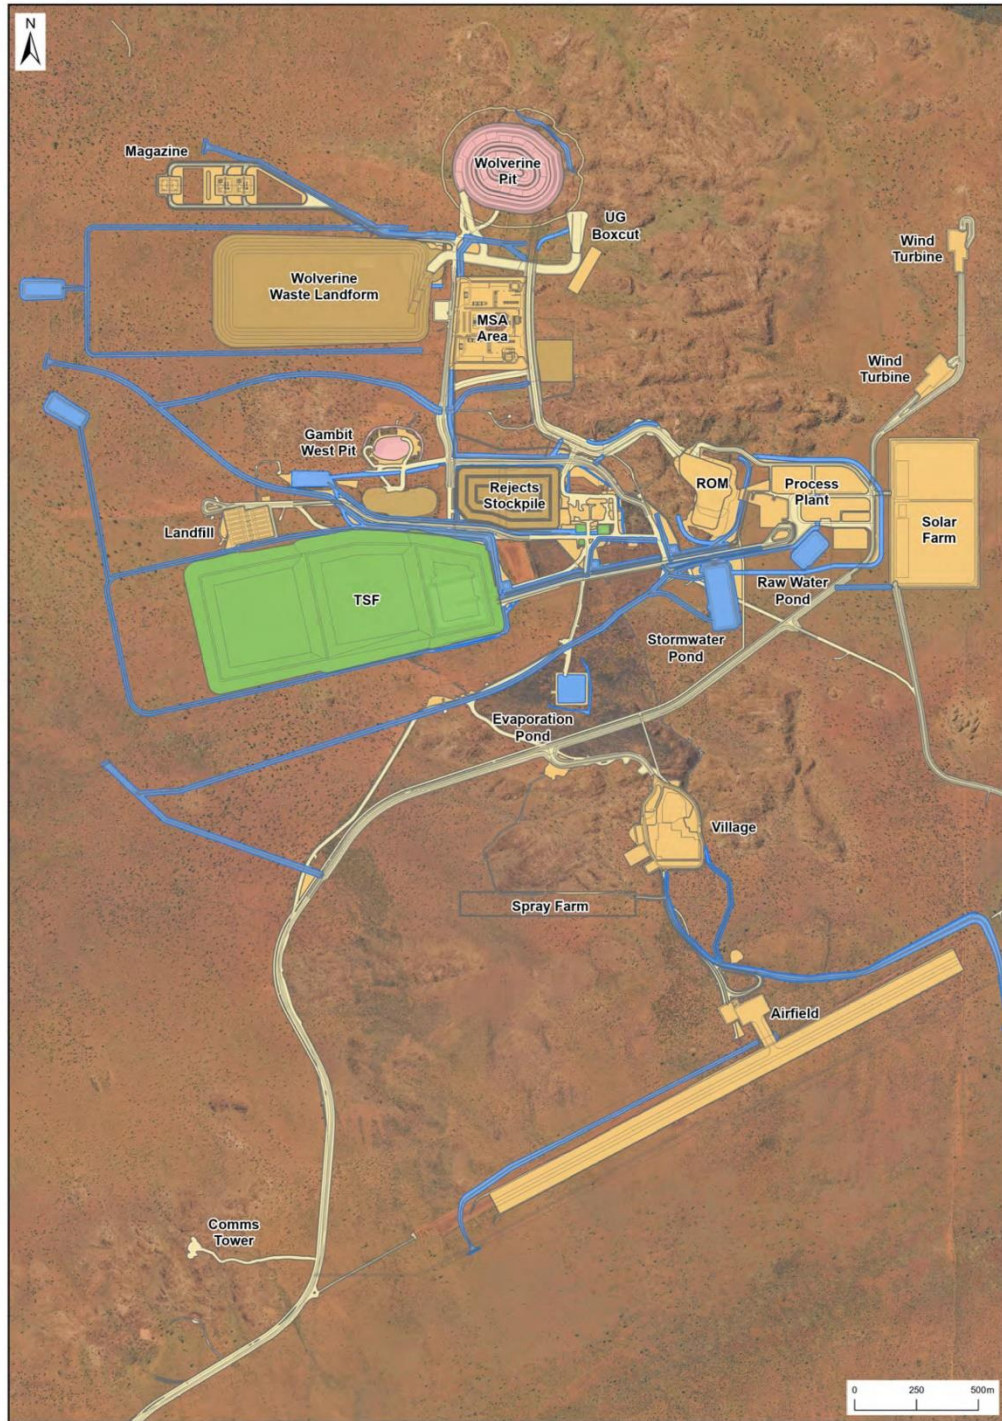 N
Magazine
Wolverine
Pit
UG
Boxcut
Wind
Turbine
Wolverine
Waste Landform
MSA
Area
Wind
Turbine
Gambit
West Pit
Rejects
Stockpile
ROM
Process
Plant
Landfill
Solar
Farm
TSF
Raw Water
Pond
Stormwater
Pond
Evaporation
Pond
Village
Spray Farm
Airfield
Comms
Tower
0 250 500m